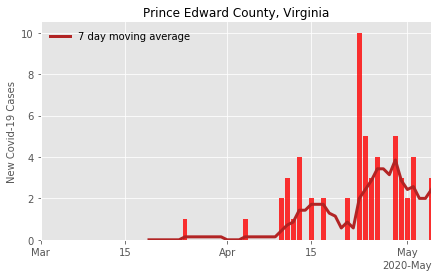 Prince Edward County, Virginia
7 day moving average
New Covid-19 Cases
10
8
6
4
2
0
Mar
15
Apr
15
May
2020-May